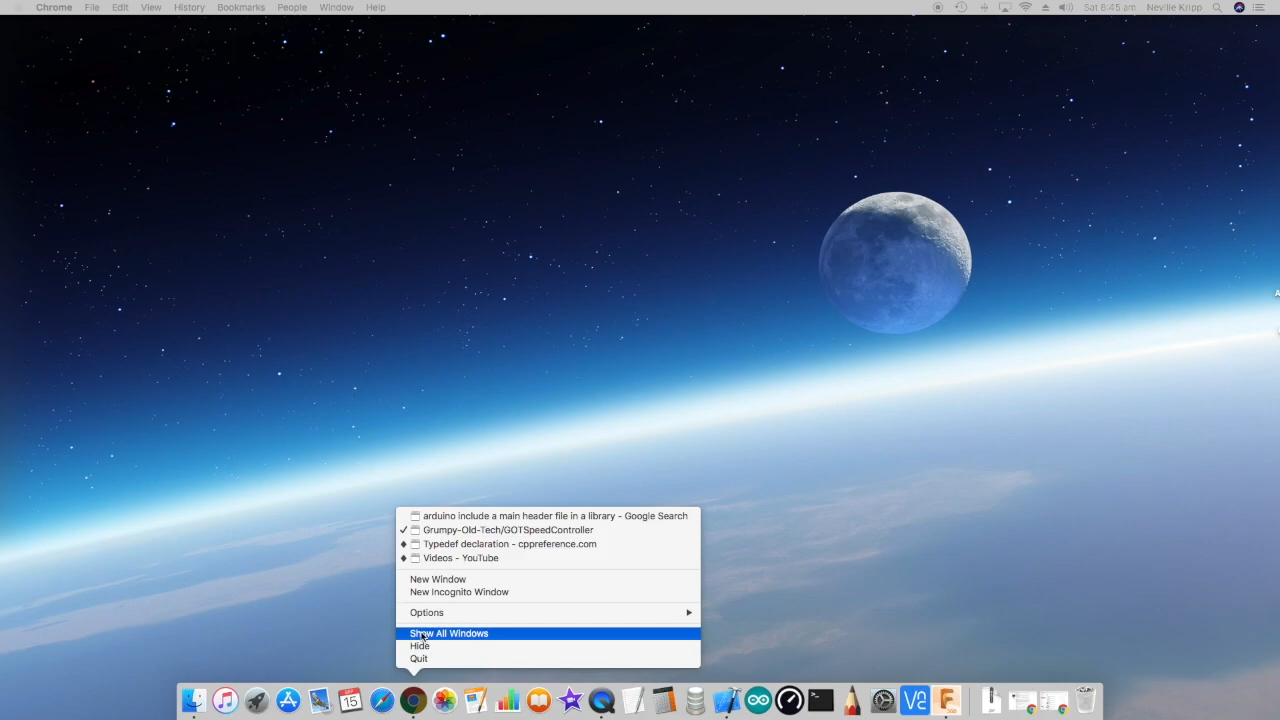 Chrome File Edit View History Bookmarks People Window Help Sat 8:45 am Neville Kripp
arduino include a main header file in a library - Google Search
Grumpy-Old-Tech/GOTSpeedController
Typedef declaration - cppreference.com
Videos - YouTube
New Window
New Incognito Window
Options
Show All Windows
Hide
Quit
15